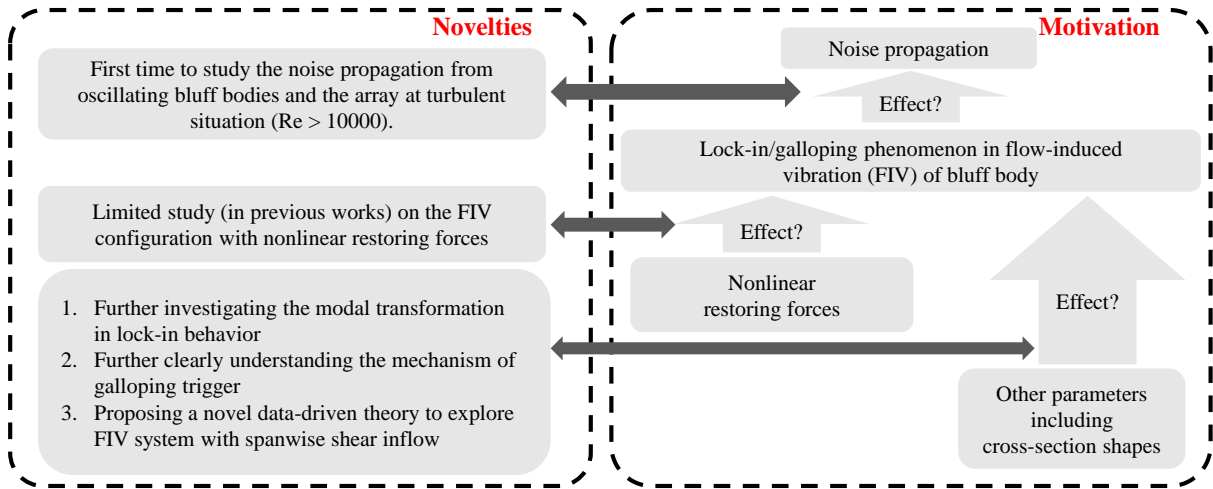 Novelties
First time to study the noise propagation from
oscillating bluff bodies and the array at turbulent
situation (Re > 10000).
Limited study (in previous works) on the FIV
configuration with nonlinear restoring forces
1. Further investigating the modal transformation
in lock-in behavior
2. Further clearly understanding the mechanism of
galloping trigger
3. Proposing a novel data-driven theory to explore
FIV system with spanwise shear inflow
Motivation
Noise propagation
Effect?
Lock-in/galloping phenomenon in flow-induced
vibration (FIV) of bluff body
Effect?
Nonlinear
restoring forces
Effect?
Other parameters
including
cross-section shapes